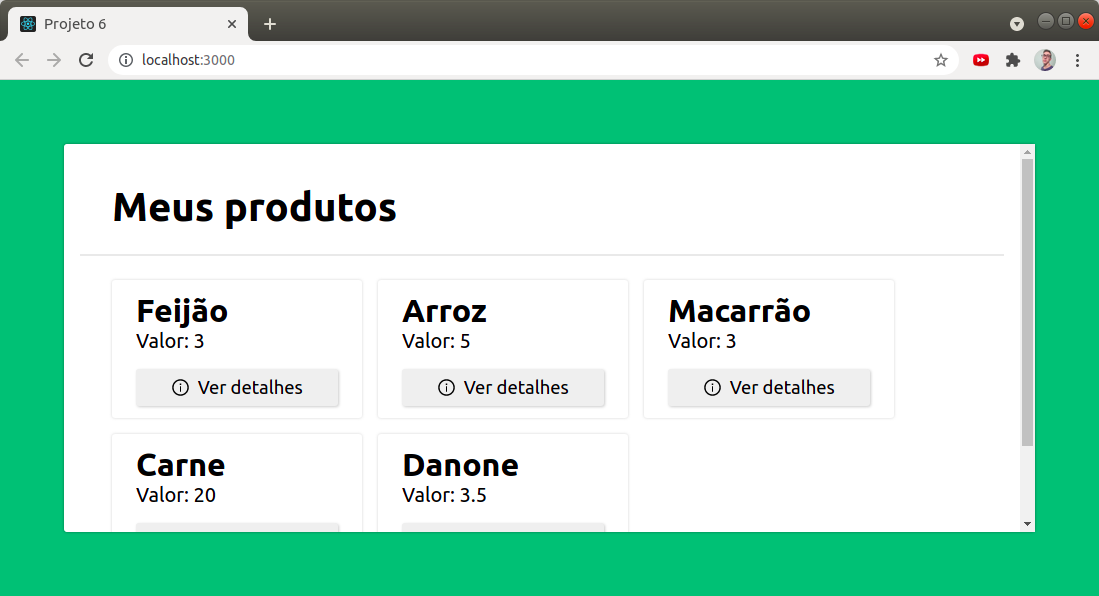 Projeto 6
localhost:3000
Meus produtos
Feijão
Valor: 3
Ver detalhes
Arroz
Valor: 5
Ver detalhes
Macarrão
Valor: 3
Ver detalhes
Carne
Valor: 20
Danone
Valor: 3.5